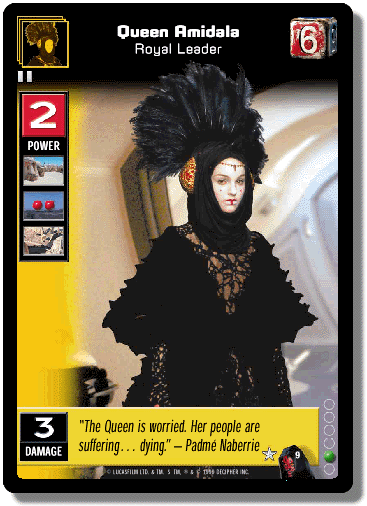 Queen Amidala
Royal Leader
6
2
POWER
3
DAMAGE
"The Queen is worried. Her people are
suffering... dying." – Padmé Naberrie
9
© LUCASFILM LTD. & TM. S TM, ® & © 1999 DECIPHER INC.